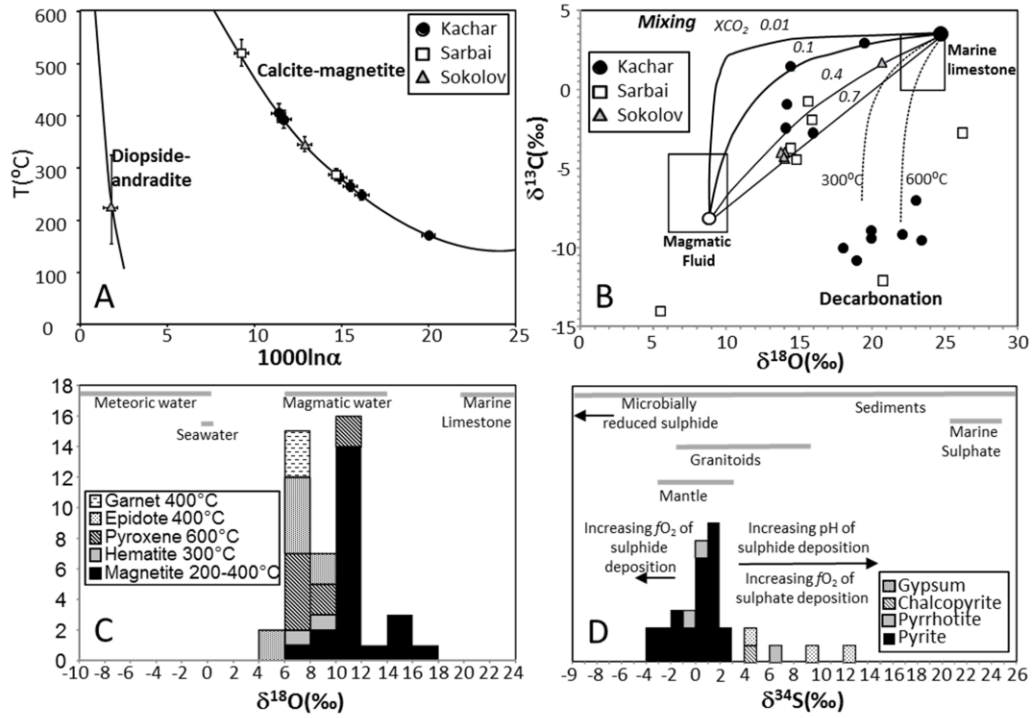 T(°C)
600
500
400
300
200
100
0
0
5
10
15
20
25
1000lnα
Kachar
Sarbai
Sokolov
Calcite-magnetite
Diopside-
andradite
A
δ13C(‰)
5
0
-5
-10
-15
0
5
10
15
20
25
30
δ18O(‰)
Mixing
XCO2 0.01
0.1
0.4
0.7
Kachar
Sarbai
Sokolov
Marine
limestone
300°C
600°C
Magmatic
Fluid
Decarbonation
B
18
16
14
12
10
8
6
4
2
0
Meteoric water
Magmatic water
Marine
Limestone
Seawater
Garnet 400°C
Epidote 400°C
Pyroxene 600°C
Hematite 300°C
Magnetite 200-400°C
C
-10
-8
-6
-4
-2
0
2
4
6
8
10
12
14
16
18
20
22
24
δ18O(‰)
Microbially
reduced sulphide
Sediments
Marine
Sulphate
Granitoids
Mantle
Increasing fO2 of
sulphide
deposition
Increasing pH of
sulphide deposition
Increasing fO2 of
sulphate deposition
Gypsum
Chalcopyrite
Pyrrhotite
Pyrite
D
-9
-6
-4
-2
0
2
4
6
8
10
12
14
16
18
20
22
24
26
δ34S(‰)